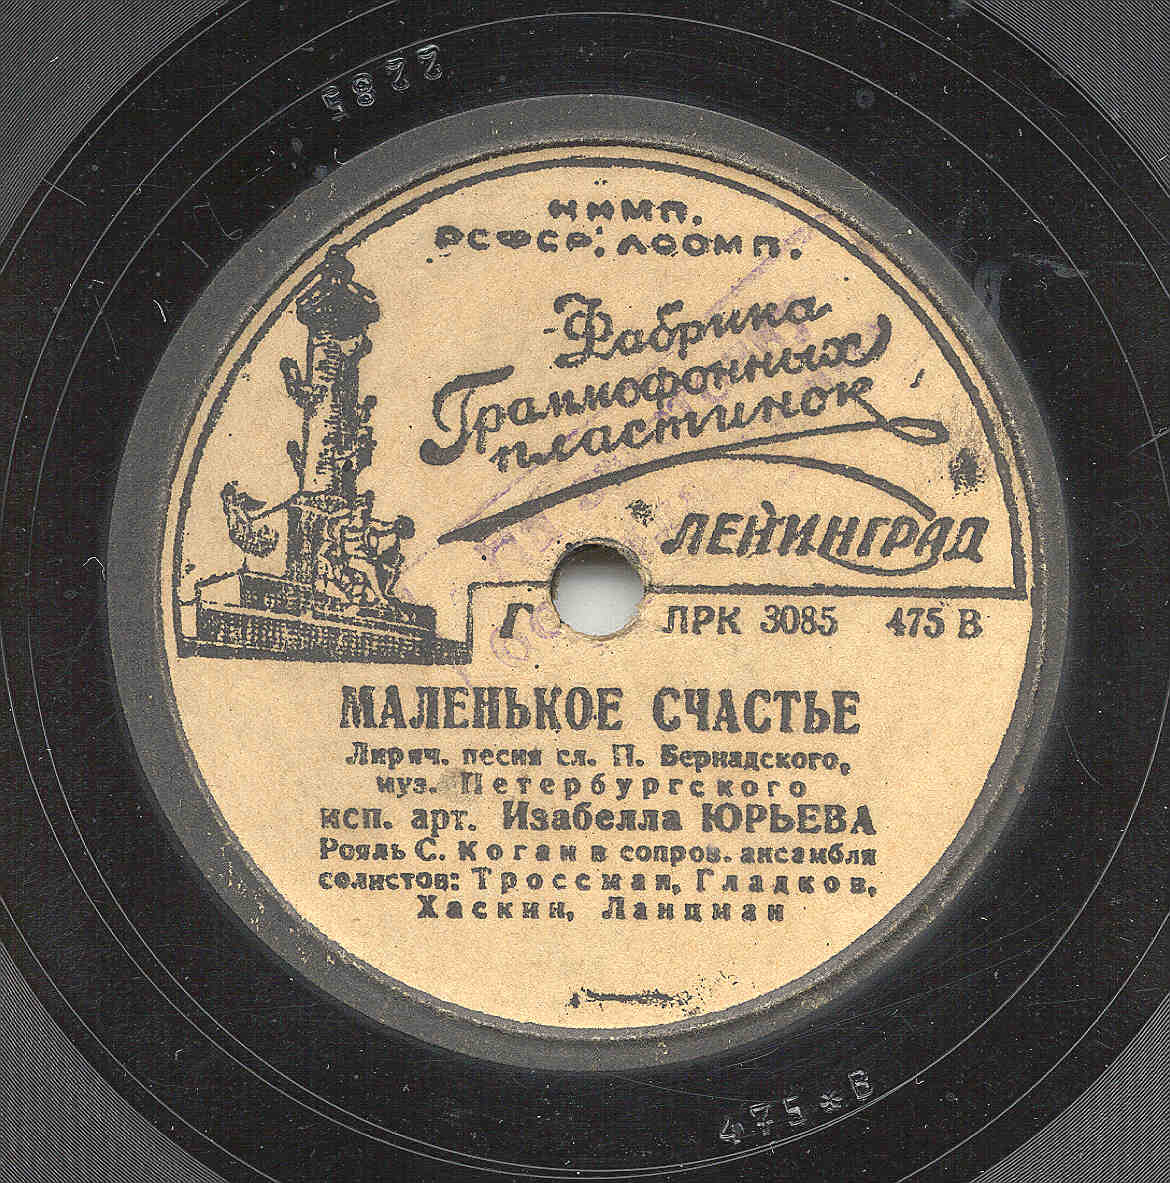 2285
НКМП.
РСФСР. ЛООМП.
Фабрика
Граммофонных
пластинок
ЛЕНИНГРАД
Г ЛРК 3085 475 В
МАЛЕНЬКОЕ СЧАСТЬЕ
Лирич. песня сл. П. Бернадского,
муз. Петербургского
исп. арт. Изабелла ЮРЬЕВА
Рояль С. Коган в сопров. ансамбля
солистов: Троссман, Гладков,
Хаскин, Ланцман
475*В